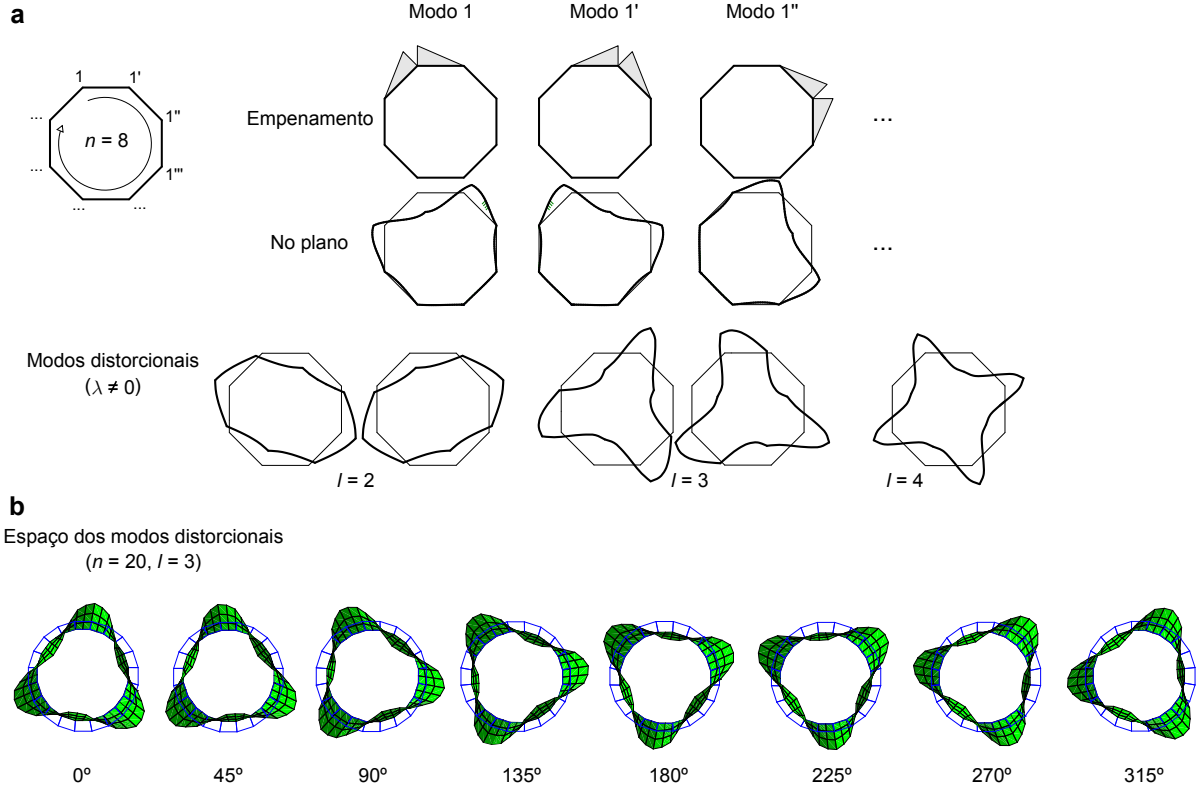 a
Modo 1 Modo 1' Modo 1"
1 1'
... 1"
n = 8
... 1'''
... ...
Empenamento ...
No plano ...
Modos distorcionais
(λ ≠ 0)
l = 2 l = 3 l = 4
b
Espaço dos modos distorcionais
(n = 20, l = 3)
0º 45º 90º 135º 180º 225º 270º 315º